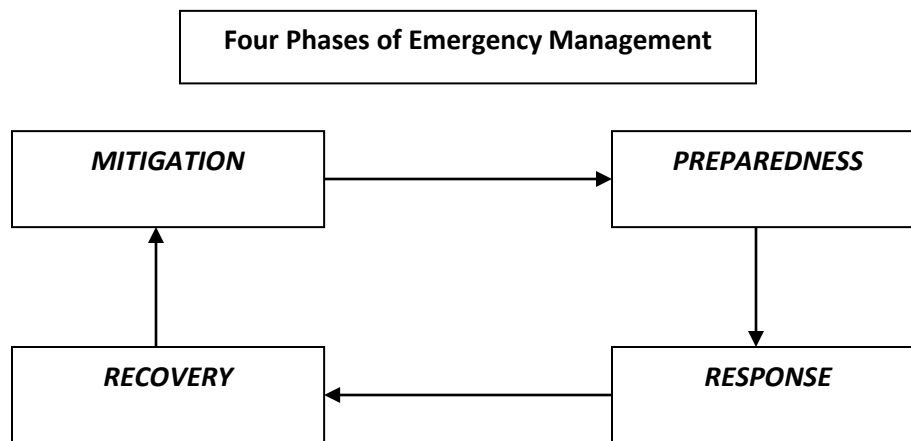 Four Phases of Emergency Management
MITIGATION
PREPAREDNESS
RECOVERY
RESPONSE